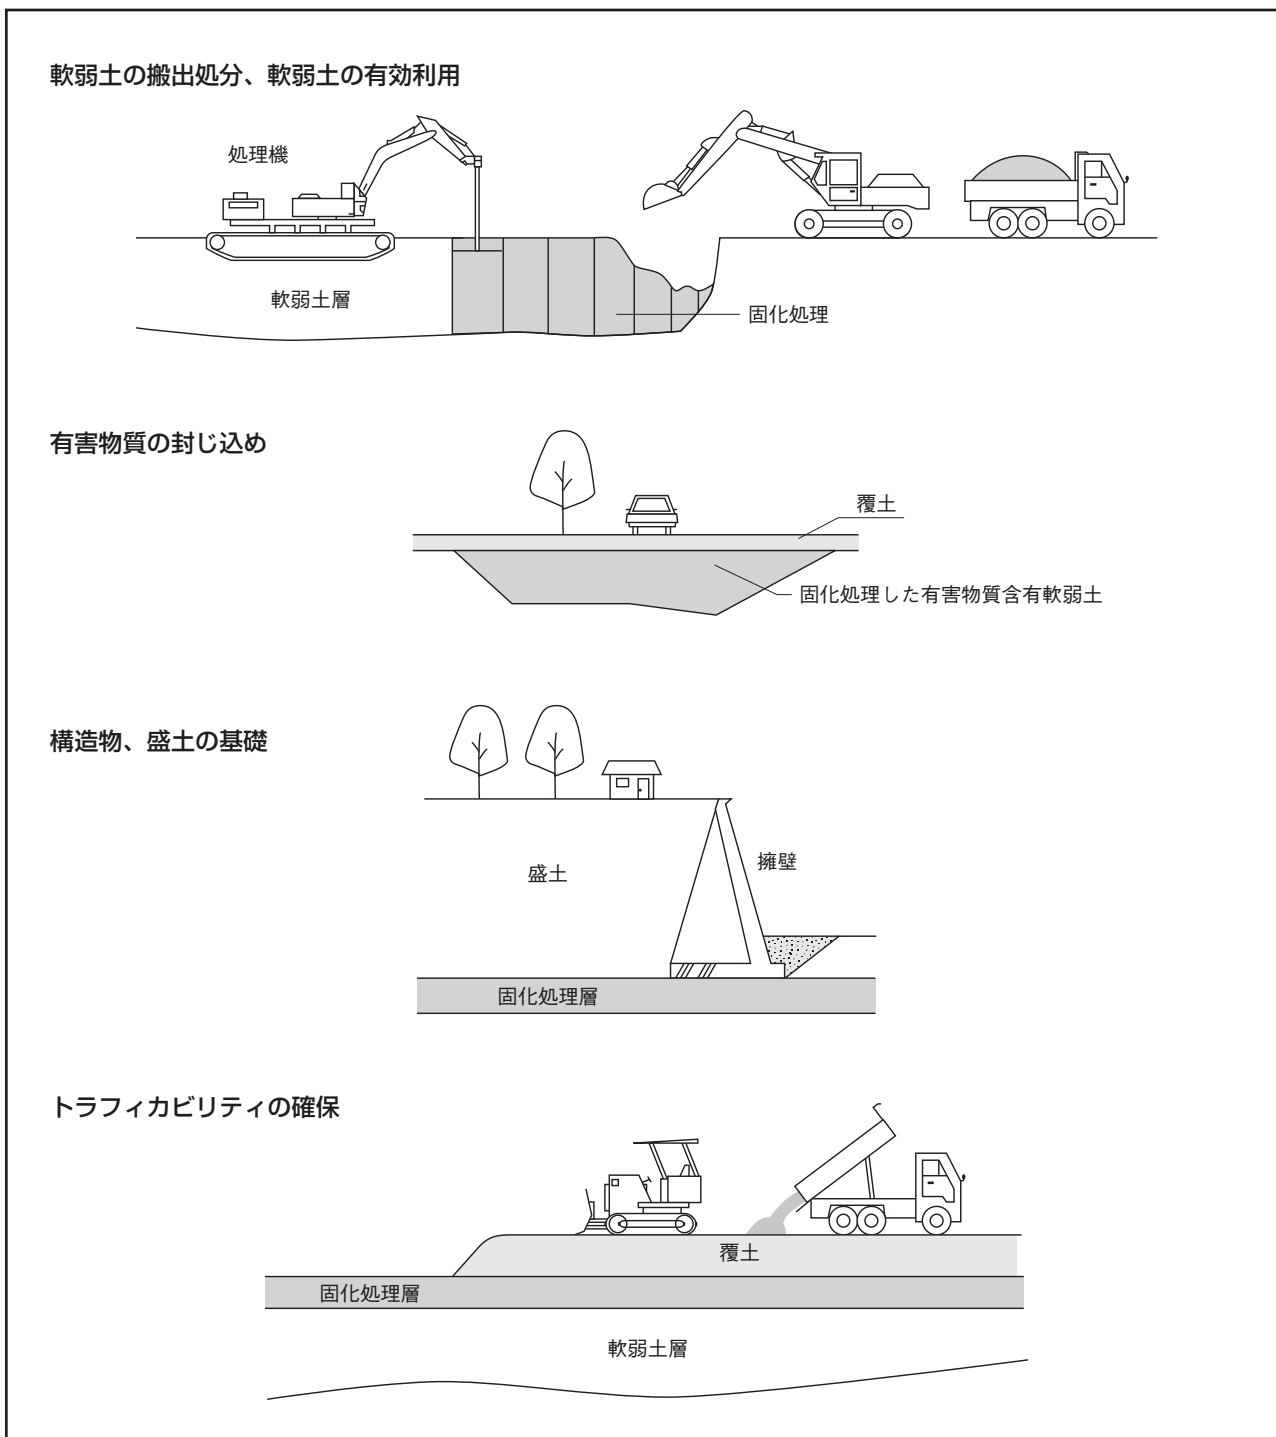 軟弱土の搬出処分、軟弱土の有効利用
処理機
軟弱土層
固化処理
有害物質の封じ込め
覆土
固化処理した有害物質含有軟弱土
構造物、盛土の基礎
盛土
擁壁
固化処理層
トラフィカビリティの確保
覆土
固化処理層
軟弱土層